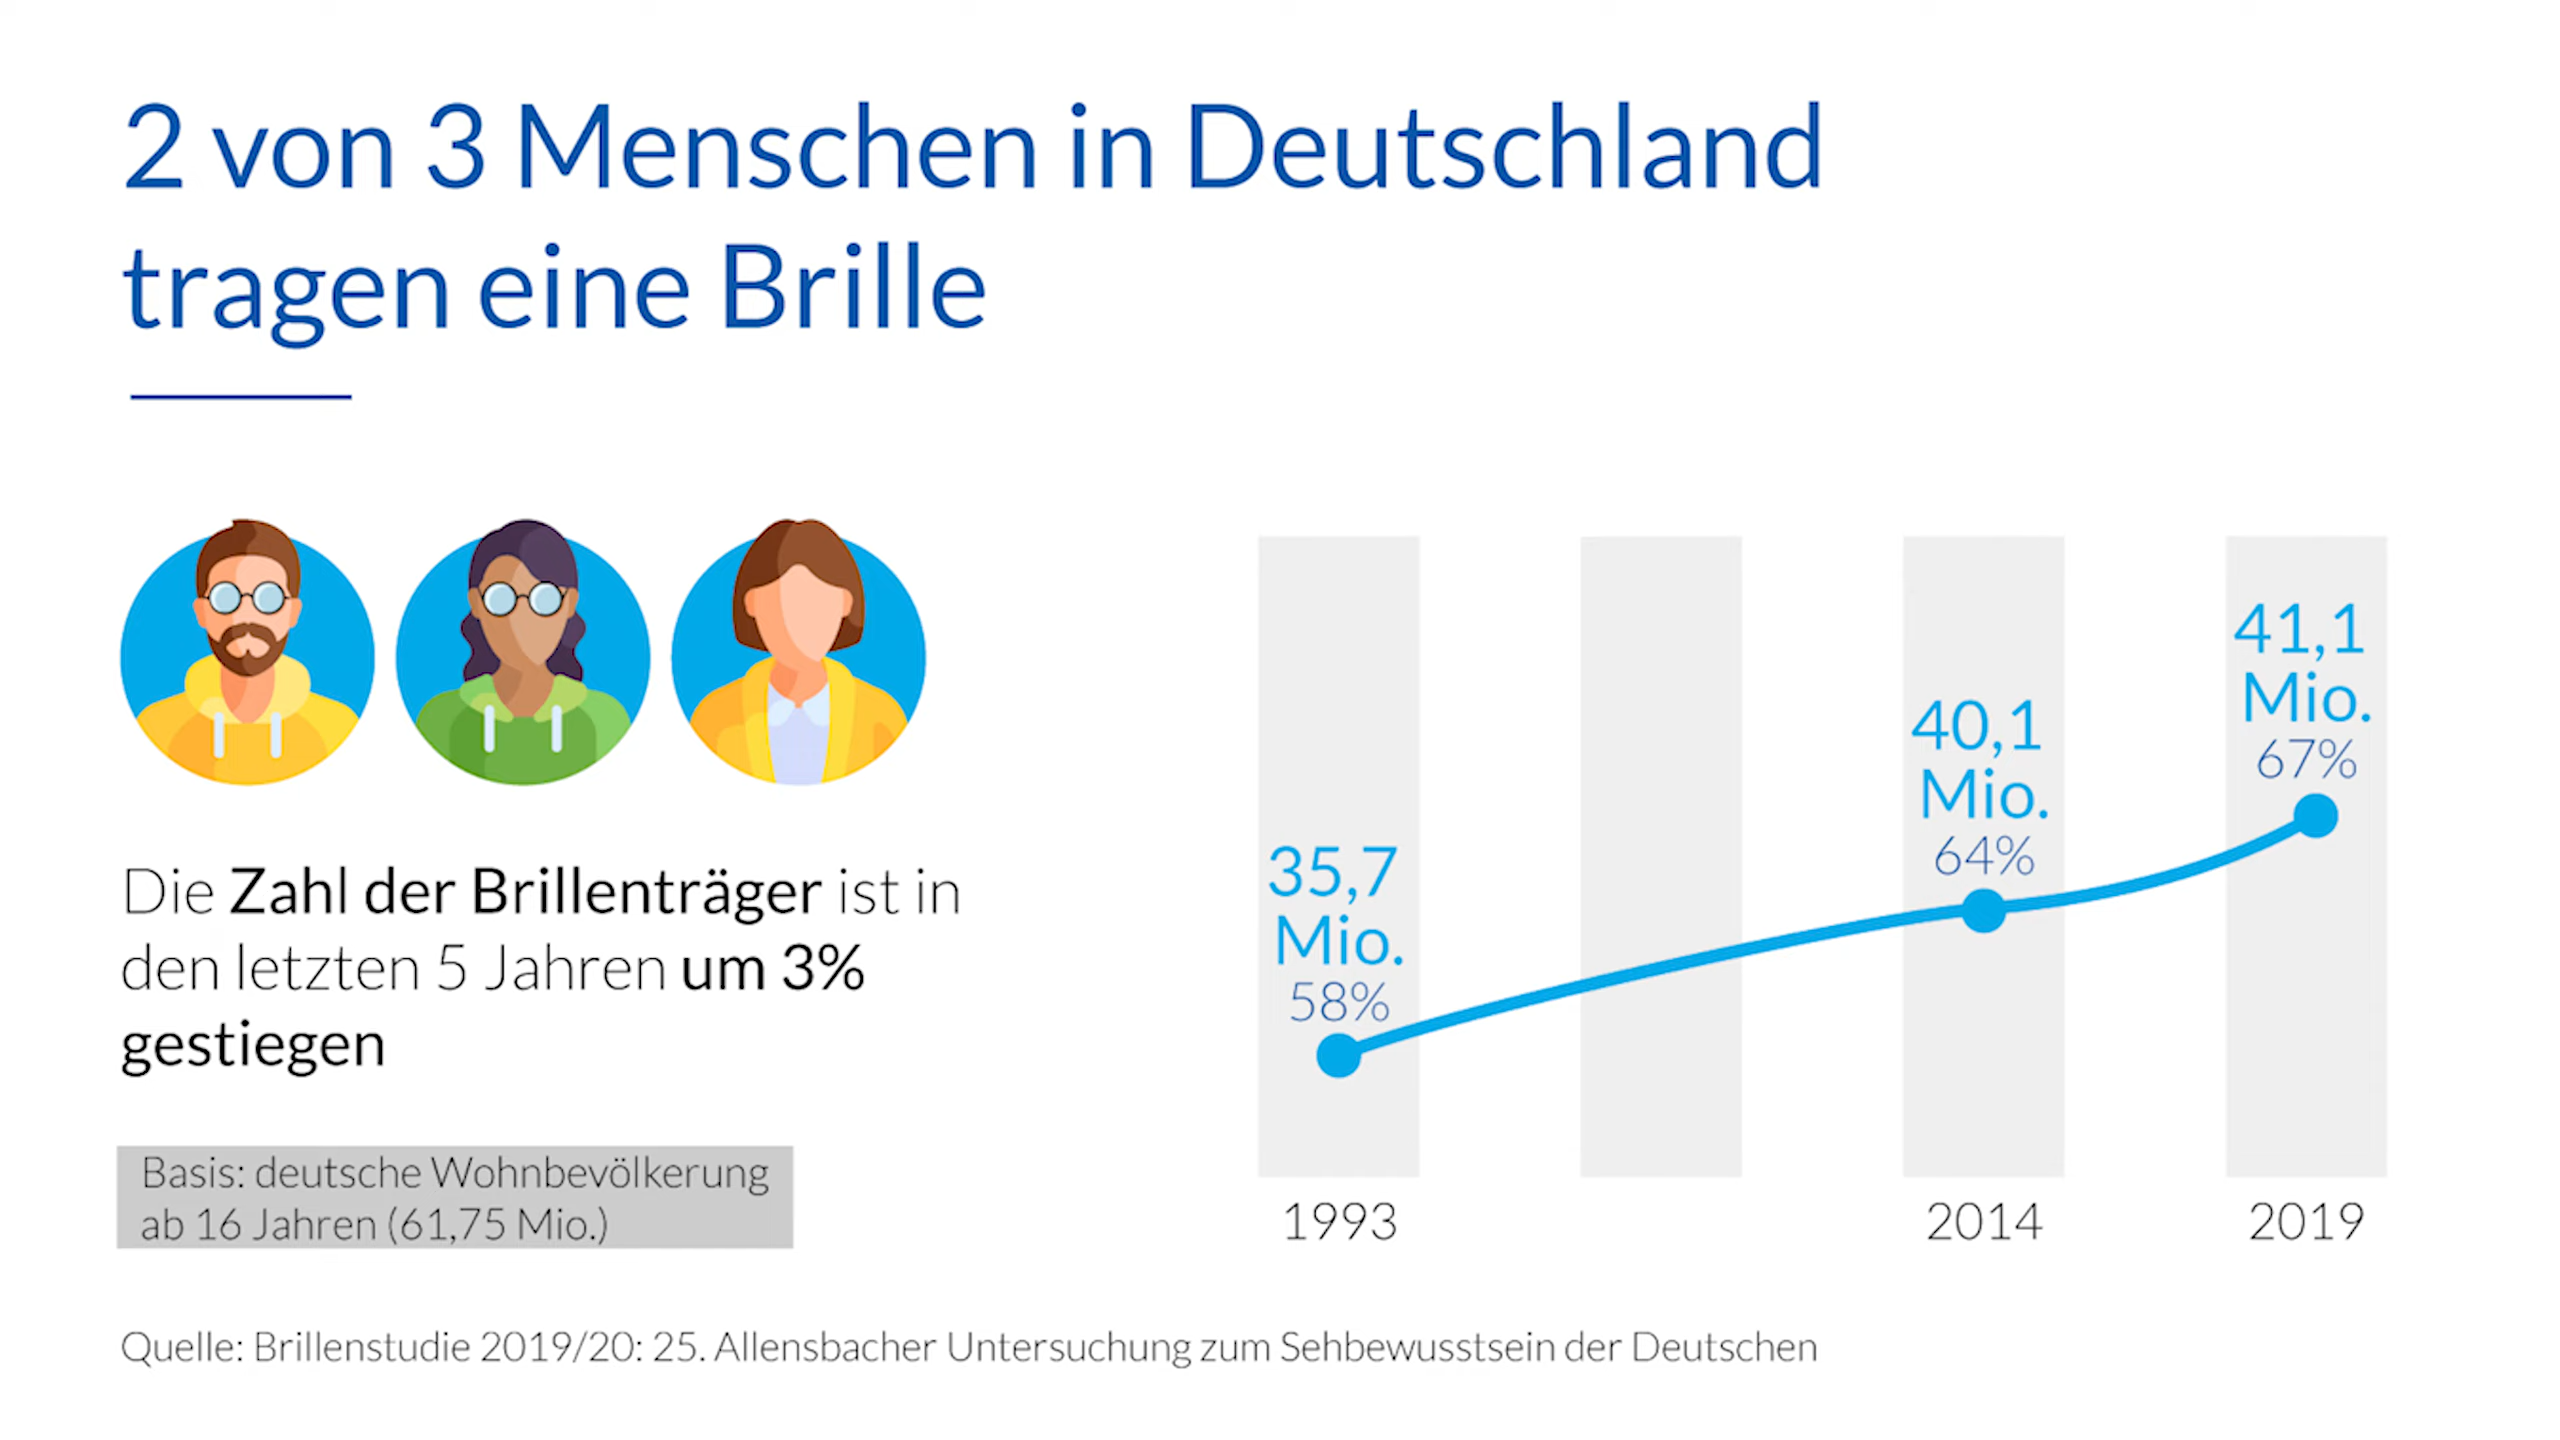 2 von 3 Menschen in Deutschland
tragen eine Brille
Die Zahl der Brillenträger ist in
den letzten 5 Jahren um 3%
gestiegen
Basis: deutsche Wohnbevölkerung
ab 16 Jahren (61,75 Mio.)
35,7
Mio.
58%
40,1
Mio.
64%
41,1
Mio.
67%
1993
2014
2019
Quelle: Brillenstudie 2019/20: 25. Allensbacher Untersuchung zum Sehbewusstsein der Deutschen